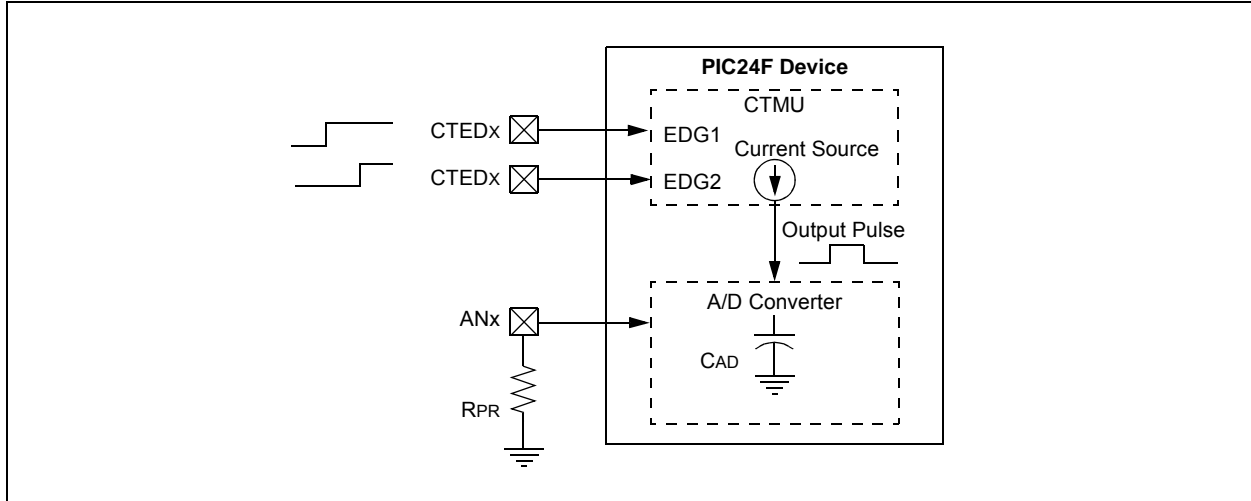 PIC24F Device
CTMU
CTEDX
EDG1
Current Source
CTEDX
EDG2
Output Pulse
A/D Converter
ANx
CAD
RPR